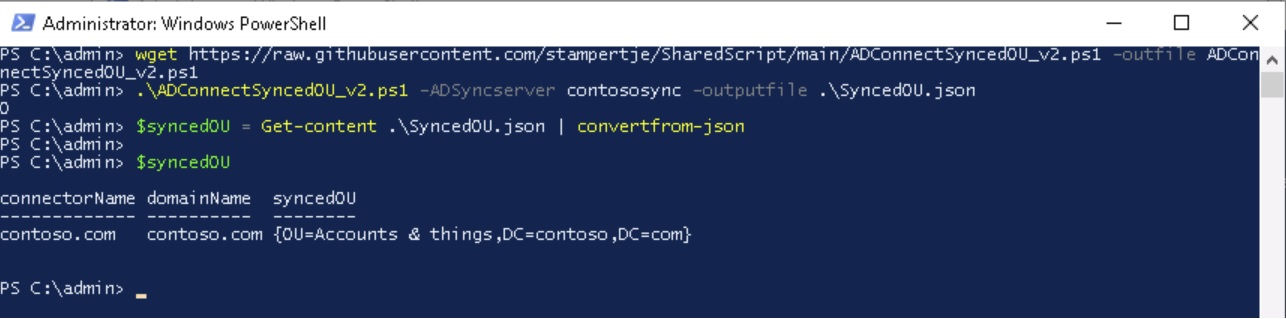 Administrator: Windows PowerShell
PS C:\admin> wget https://raw.githubusercontent.com/stampertje/SharedScript/main/ADConnectSyncedOU_v2.ps1 -outfile ADCon
nectSyncedOU_v2.ps1
PS C:\admin> .\ADConnectSyncedOU_v2.ps1 -ADSyncserver contososync -outputfile .\SyncedOU.json
0
PS C:\admin> $syncedOU = Get-content .\SyncedOU.json | convertfrom-json
PS C:\admin>
PS C:\admin> $syncedOU
connectorName domainName  syncedOU
------------- ----------  --------
contoso.com   contoso.com {OU=Accounts & things,DC=contoso,DC=com}
PS C:\admin>